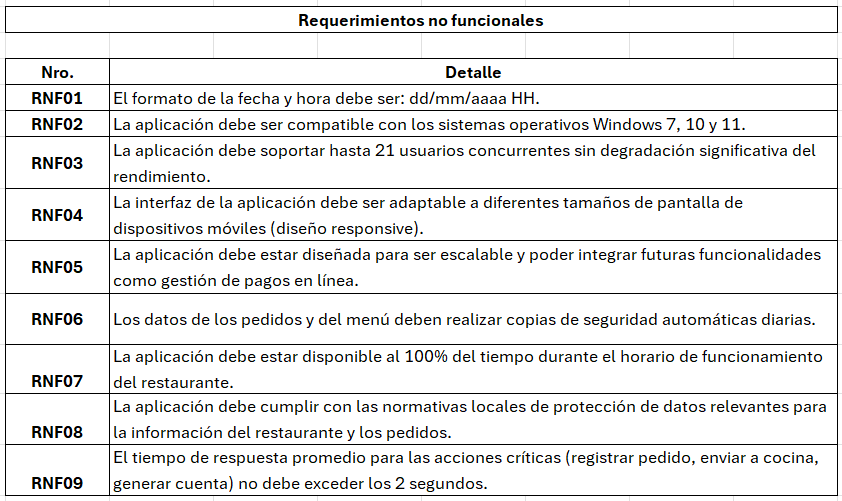 Requerimientos no funcionales
Nro. Detalle
RNF01 El formato de la fecha y hora debe ser: dd/mm/aaaa HH.
RNF02 La aplicación debe ser compatible con los sistemas operativos Windows 7, 10 y 11.
RNF03 La aplicación debe soportar hasta 21 usuarios concurrentes sin degradación significativa del
rendimiento.
RNF04 La interfaz de la aplicación debe ser adaptable a diferentes tamaños de pantalla de
dispositivos móviles (diseño responsive).
RNF05 La aplicación debe estar diseñada para ser escalable y poder integrar futuras funcionalidades
como gestión de pagos en línea.
RNF06 Los datos de los pedidos y del menú deben realizar copias de seguridad automáticas diarias.
La aplicación debe estar disponible al 100% del tiempo durante el horario de funcionamiento
RNF07 del restaurante.
La aplicación debe cumplir con las normativas locales de protección de datos relevantes para
RNF08 la información del restaurante y los pedidos.
El tiempo de respuesta promedio para las acciones críticas (registrar pedido, enviar a cocina,
RNF09 generar cuenta) no debe exceder los 2 segundos.